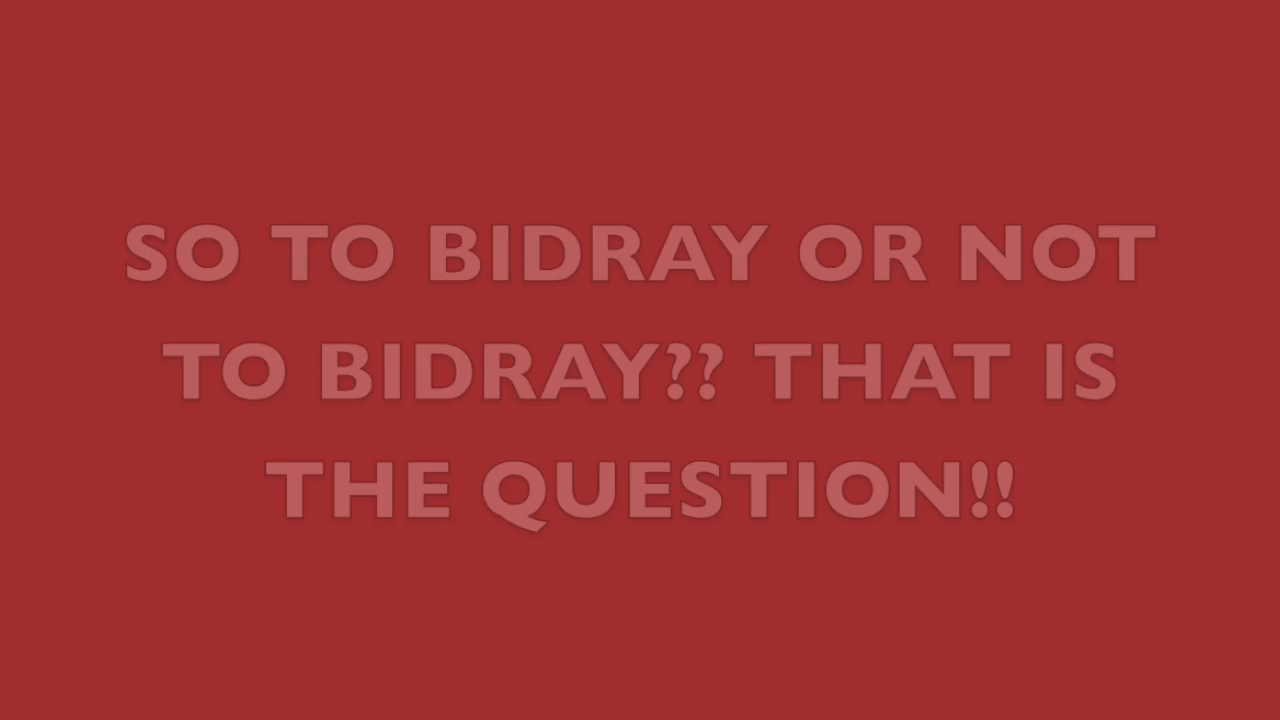 SO TO BIDRAY OR NOT
TO BIDRAY?? THAT IS
THE QUESTION!!